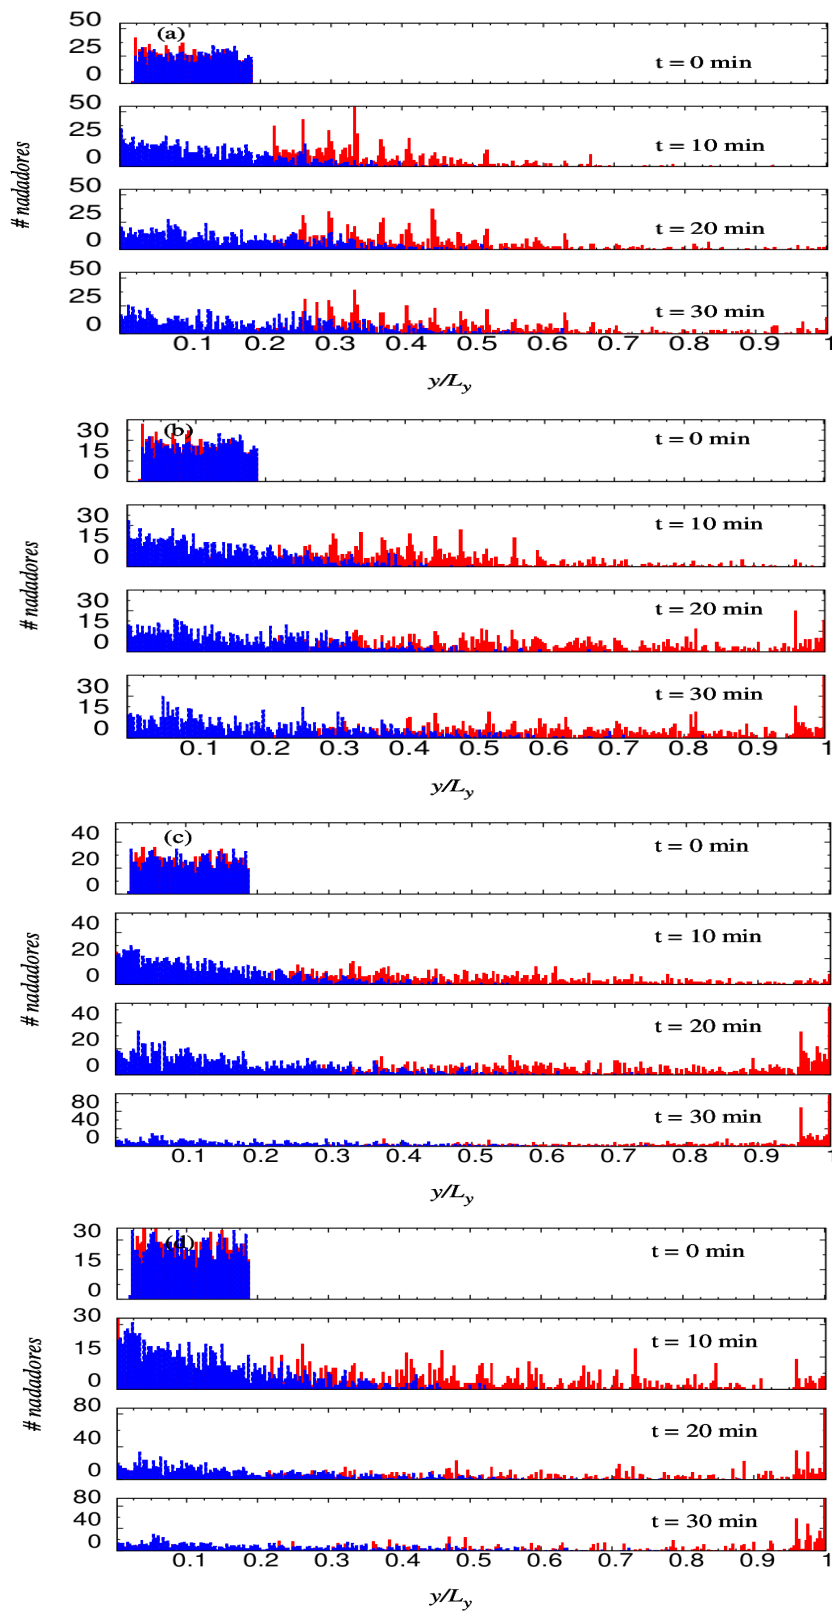 (a)
50
25
0
t = 0 min
50
25
0
t = 10 min
50
25
0
t = 20 min
50
25
0
t = 30 min
# nadadores
0.1 0.2 0.3 0.4 0.5 0.6 0.7 0.8 0.9 1
y/Ly
(b)
30
15
0
t = 0 min
30
15
0
t = 10 min
30
15
0
t = 20 min
30
15
0
t = 30 min
# nadadores
0.1 0.2 0.3 0.4 0.5 0.6 0.7 0.8 0.9 1
y/Ly
(c)
40
20
0
t = 0 min
40
20
0
t = 10 min
40
20
0
t = 20 min
80
40
0
t = 30 min
# nadadores
0.1 0.2 0.3 0.4 0.5 0.6 0.7 0.8 0.9 1
y/Ly
(d)
30
15
0
t = 0 min
30
15
0
t = 10 min
80
40
0
t = 20 min
80
40
0
t = 30 min
# nadadores
0.1 0.2 0.3 0.4 0.5 0.6 0.7 0.8 0.9 1
y/Ly